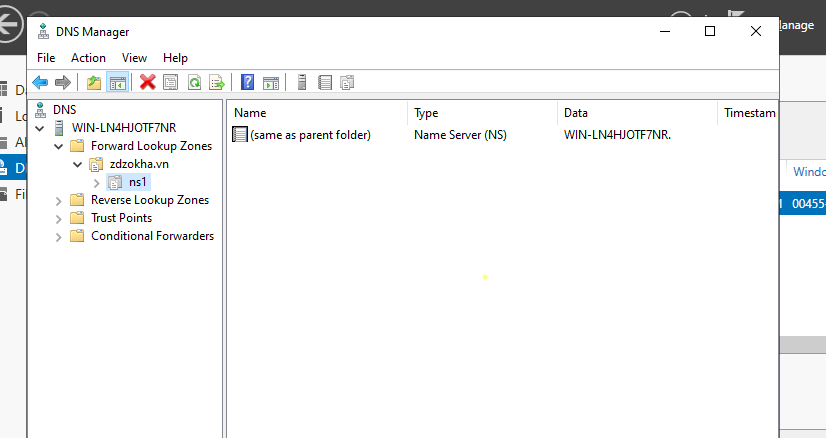 DNS Manager
anage
File Action View Help
DNS
WIN-LN4HJOTF7NR
Forward Lookup Zones
zdzokha.vn
ns1
Reverse Lookup Zones
Trust Points
Conditional Forwarders
Name Type Data Timestam
(same as parent folder) Name Server (NS) WIN-LN4HJOTF7NR.
D
Lo
Al
D
Fi
Windo
00455